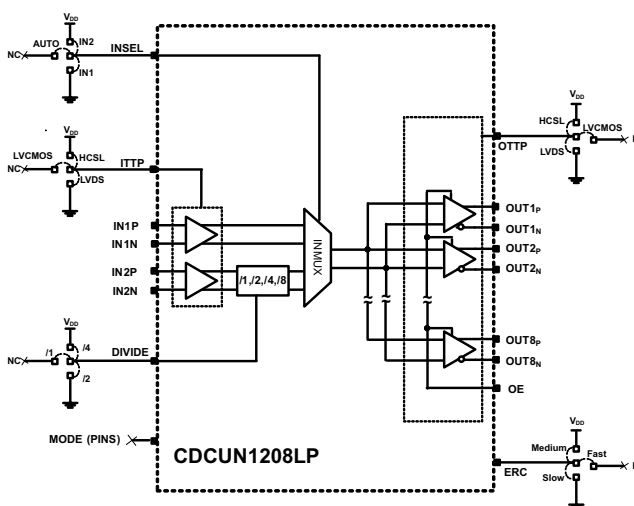 VDD
IN2
AUTO
INSEL
NC
IN1
VDD
HCSL
LVCMOS
ITTP
NC
LVDS
VDD
HCSL
LVCMOS
OTTP
LVDS
IN1P
IN1N
IN2P
IN2N
/1,/2,/4,/8
INMUX
OUT1P
OUT1N
OUT2P
OUT2N
OUT8P
OUT8N
OE
VDD
/4
/1
DIVIDE
NC
/2
MODE (PINS)
CDCUN1208LP
VDD
Medium
Fast
Slow
ERC